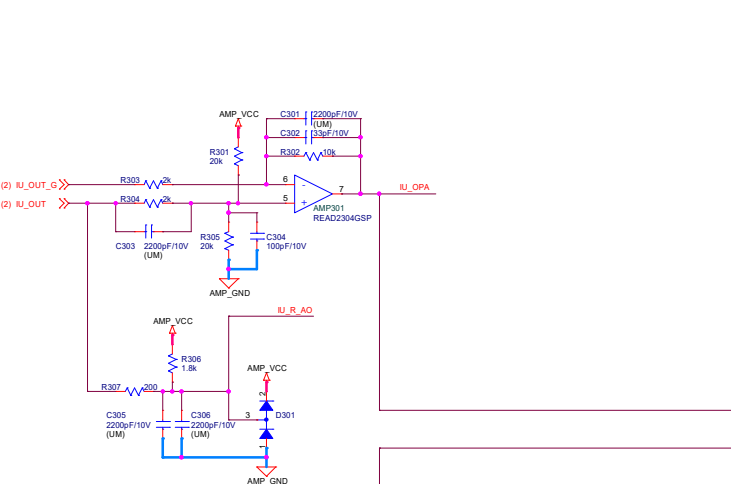 AMP_VCC
C301 2200pF/10V
(UM)
C302 33pF/10V
R301
20k
R302 10k
(2) IU_OUT_G R303 2k 6
(2) IU_OUT R304 2k 5
- 7 IU_OPA
+
AMP301
READ2304GSP
C303 2200pF/10V
(UM)
R305
20k
C304
100pF/10V
AMP_GND
IU_R_AO
AMP_VCC
R306
1.8k
AMP_VCC
R307 200
2
C305
2200pF/10V
(UM)
C306
2200pF/10V
(UM)
3 D301
1
AMP_GND